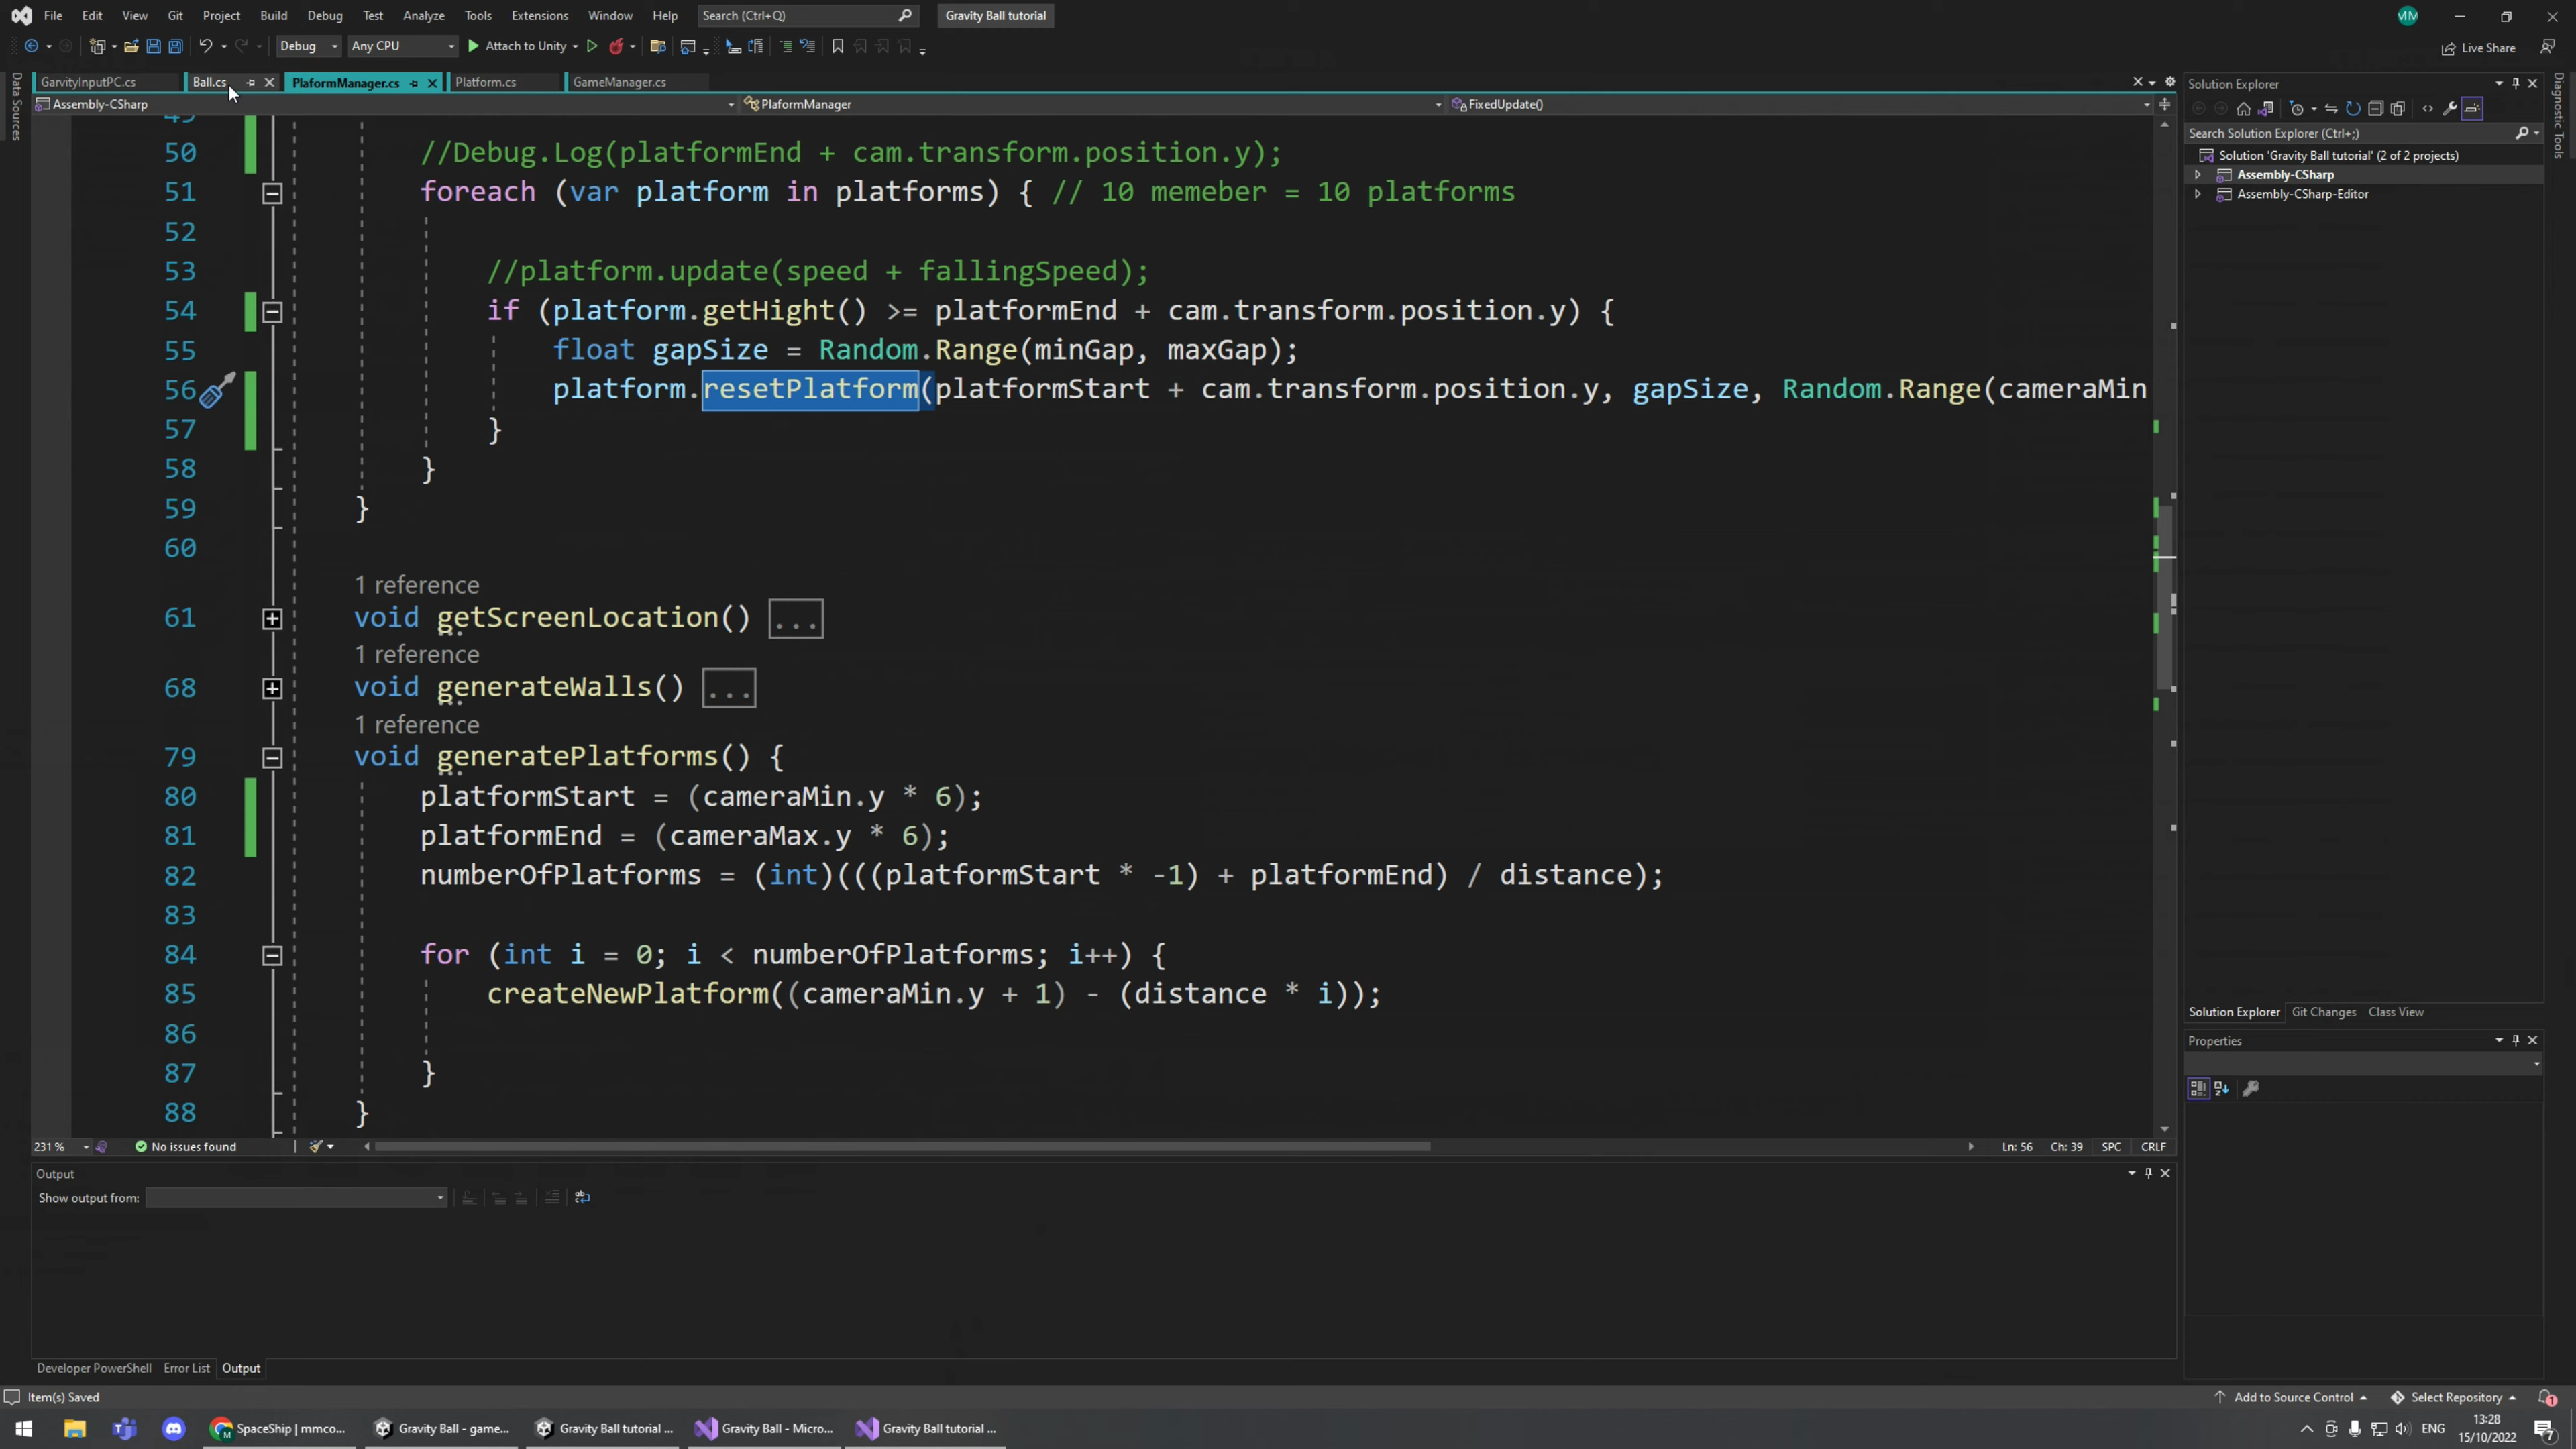 File Edit View Git Project Build Debug Test Analyze Tools Extensions Window Help Search (Ctrl+Q) Gravity Ball tutorial MM
Debug Any CPU Attach to Unity Live Share
GarvityInputPC.cs Ball.cs PlaformManager.cs Platform.cs GameManager.cs
Assembly-CSharp PlaformManager FixedUpdate()
Data Sources
50 //Debug.Log(platformEnd + cam.transform.position.y);
51 foreach (var platform in platforms) { // 10 memeber = 10 platforms
52
53 //platform.update(speed + fallingSpeed);
54 if (platform.getHight() >= platformEnd + cam.transform.position.y) {
55 float gapSize = Random.Range(minGap, maxGap);
56 platform.resetPlatform(platformStart + cam.transform.position.y, gapSize, Random.Range(cameraMin
57 }
58 }
59 }
60
1 reference
61 void getScreenLocation() ...
1 reference
68 void generateWalls() ...
1 reference
79 void generatePlatforms() {
80 platformStart = (cameraMin.y * 6);
81 platformEnd = (cameraMax.y * 6);
82 numberOfPlatforms = (int)(((platformStart * -1) + platformEnd) / distance);
83
84 for (int i = 0; i < numberOfPlatforms; i++) {
85 createNewPlatform((cameraMin.y + 1) - (distance * i));
86
87 }
88 }
231 % No issues found Ln: 56 Ch: 39 SPC CRLF
Output
Show output from:
Developer PowerShell Error List Output
Solution Explorer
Search Solution Explorer (Ctrl+;)
Solution 'Gravity Ball tutorial' (2 of 2 projects)
Assembly-CSharp
Assembly-CSharp-Editor
Solution Explorer Git Changes Class View
Properties
Diagnostic Tools
Item(s) Saved Add to Source Control Select Repository 1
SpaceShip | mmco... Gravity Ball - game... Gravity Ball tutorial ... Gravity Ball - Micro... Gravity Ball tutorial ... ENG 13:28
15/10/2022 7